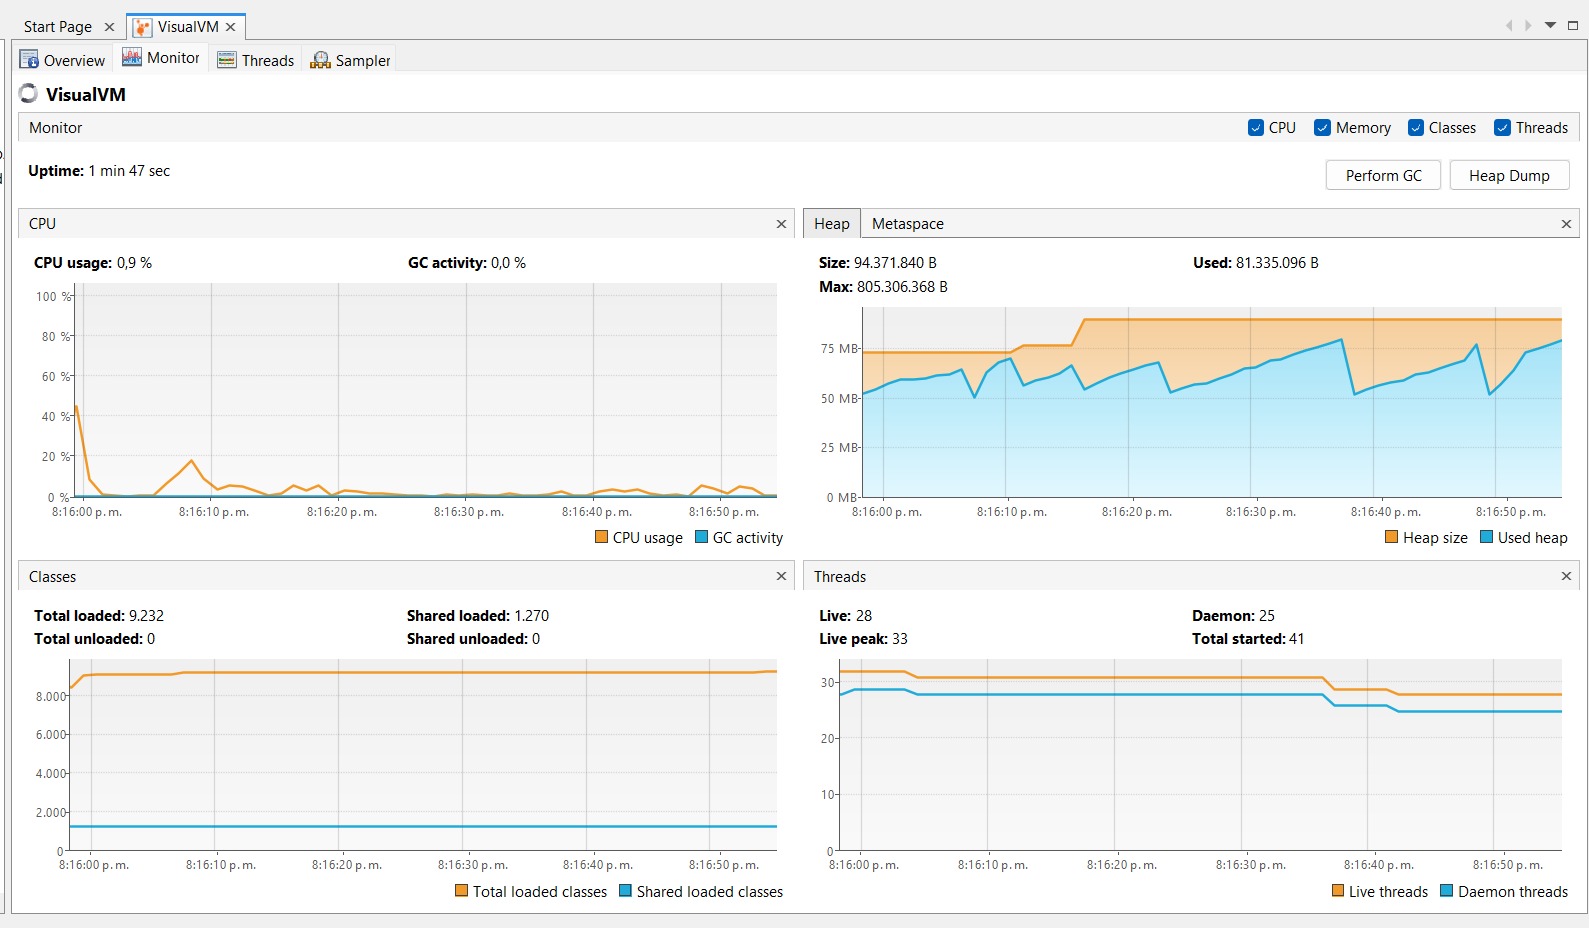 Start Page
VisualVM
Overview
Monitor
Threads
Sampler
VisualVM
Monitor
CPU
Memory
Classes
Threads
Uptime: 1 min 47 sec
Perform GC
Heap Dump
CPU
CPU usage: 0,9 %
GC activity: 0,0 %
100 %
80 %
60 %
40 %
20 %
0 %
8:16:00 p. m.
8:16:10 p. m.
8:16:20 p. m.
8:16:30 p. m.
8:16:40 p. m.
8:16:50 p. m.
CPU usage
GC activity
Heap
Metaspace
Size: 94.371.840 B
Used: 81.335.096 B
Max: 805.306.368 B
75 MB
50 MB
25 MB
0 MB
8:16:00 p. m.
8:16:10 p. m.
8:16:20 p. m.
8:16:30 p. m.
8:16:40 p. m.
8:16:50 p. m.
Heap size
Used heap
Classes
Total loaded: 9.232
Shared loaded: 1.270
Total unloaded: 0
Shared unloaded: 0
8.000
6.000
4.000
2.000
0
8:16:00 p. m.
8:16:10 p. m.
8:16:20 p. m.
8:16:30 p. m.
8:16:40 p. m.
8:16:50 p. m.
Total loaded classes
Shared loaded classes
Threads
Live: 28
Daemon: 25
Live peak: 33
Total started: 41
30
20
10
0
8:16:00 p. m.
8:16:10 p. m.
8:16:20 p. m.
8:16:30 p. m.
8:16:40 p. m.
8:16:50 p. m.
Live threads
Daemon threads